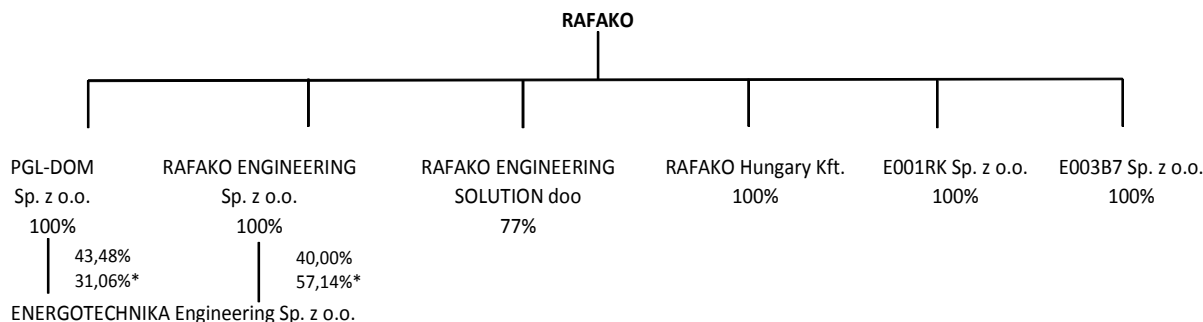 RAFAKO
PGL-DOM
Sp. z o.o.
100%
RAFAKO ENGINEERING
Sp. z o.o.
100%
RAFAKO ENGINEERING
SOLUTION doo
77%
RAFAKO Hungary Kft.
100%
E001RK Sp. z o.o.
100%
E003B7 Sp. z o.o.
100%
43,48%
31,06%*
40,00%
57,14%*
ENERGOTECHNIKA Engineering Sp. z o.o.